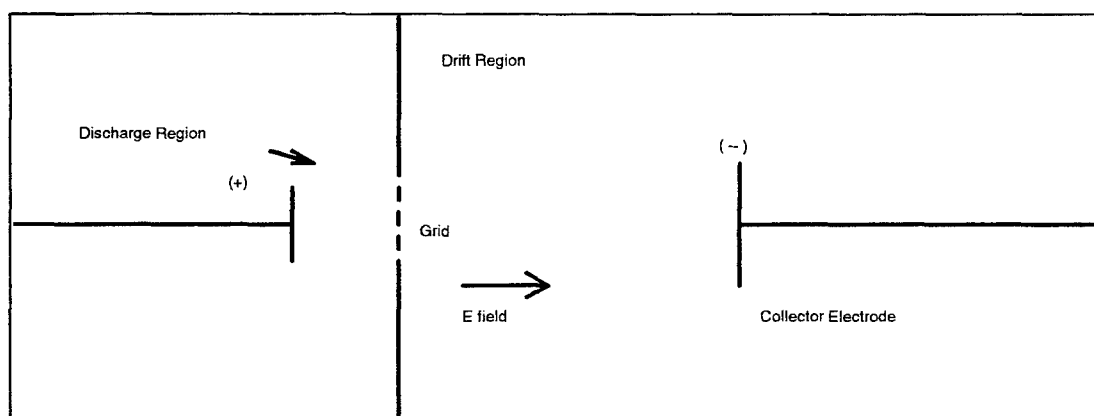 Drift Region
Discharge Region
(–)
(+)
Grid
E field
Collector Electrode